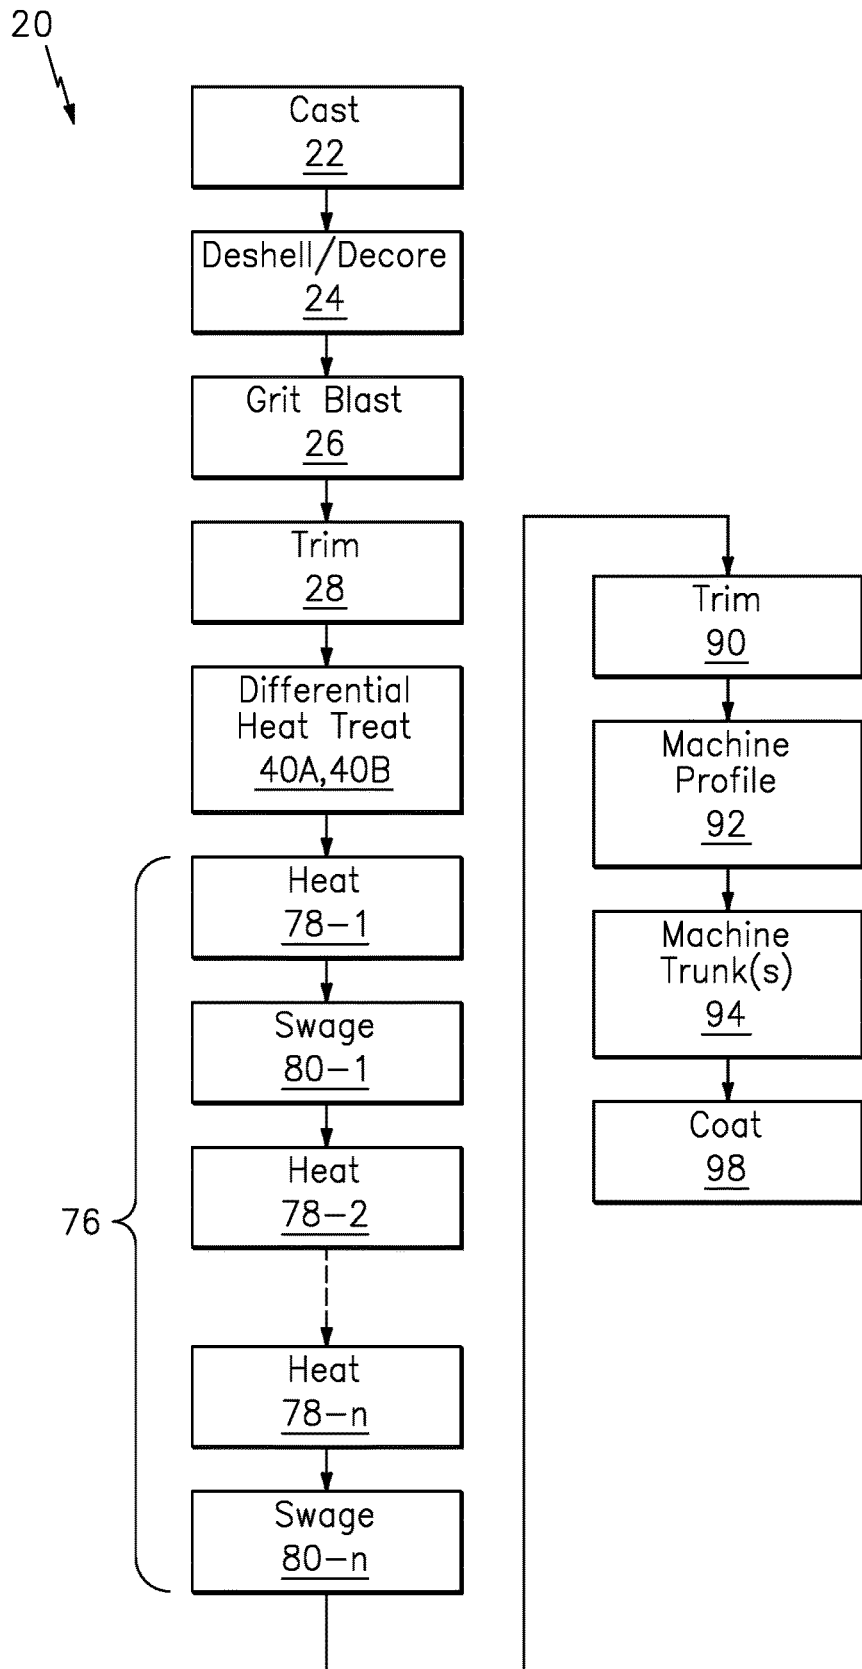 20
Cast
22
Deshell/Decore
24
Grit Blast
26
Trim
28
Differential
Heat Treat
40A,40B
76
Heat
78-1
Swage
80-1
Heat
78-2
Heat
78-n
Swage
80-n
Trim
90
Machine
Profile
92
Machine
Trunk(s)
94
Coat
98